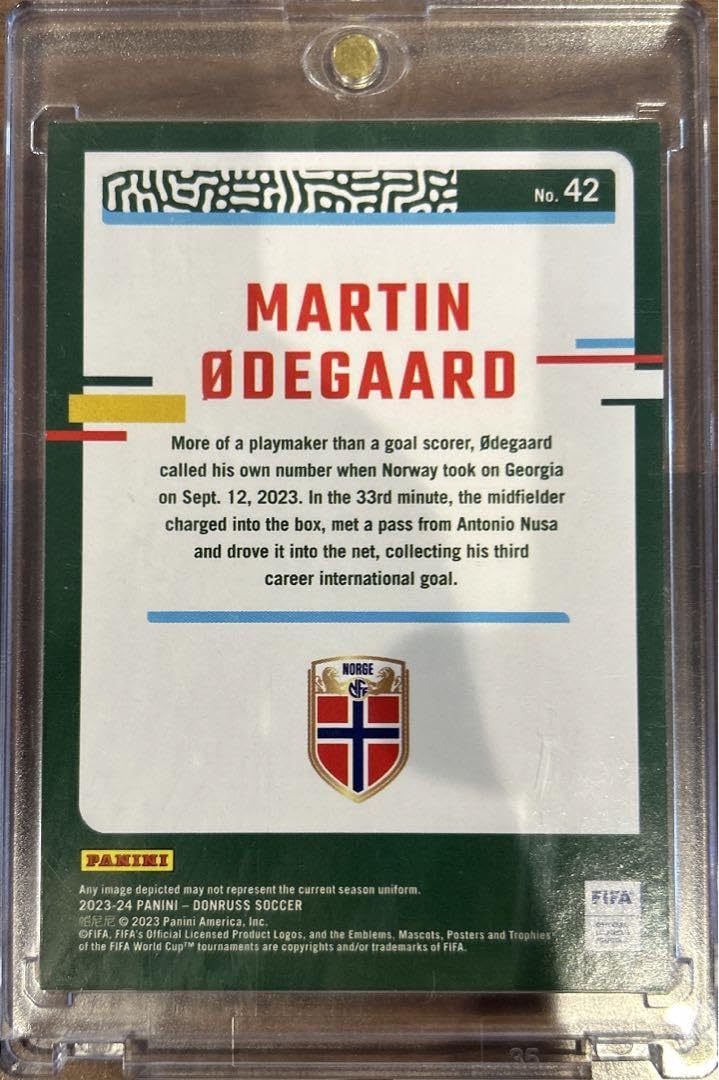 No. 42
MARTIN
ØDEGAARD
More of a playmaker than a goal scorer, Ødegaard
called his own number when Norway took on Georgia
on Sept. 12, 2023. In the 33rd minute, the midfielder
charged into the box, met a pass from Antonio Nusa
and drove it into the net, collecting his third
career international goal.
NORGE
NFF
PANINI
Any image depicted may not represent the current season uniform.
2023-24 PANINI – DONRUSS SOCCER
帕尼尼 © 2023 Panini America, Inc.
©FIFA, FIFA's Official Licensed Product Logos, and the Emblems, Mascots, Posters and Trophies
of the FIFA World Cup™ tournaments are copyrights and/or trademarks of FIFA.
FIFA
35